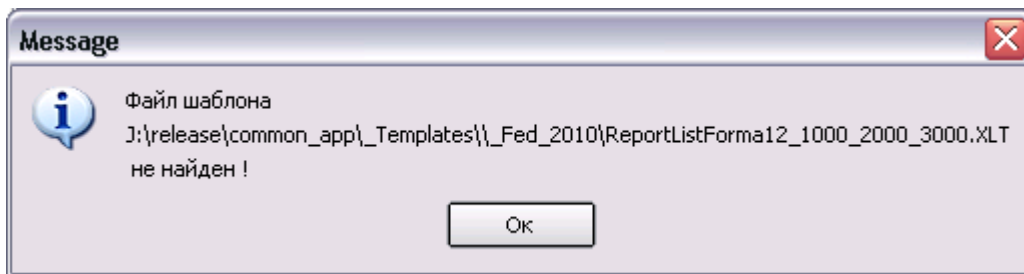 Message
Файл шаблона
J:\release\common_app\_Templates\\_Fed_2010\ReportListForma12_1000_2000_3000.XLT
не найден !
Ок